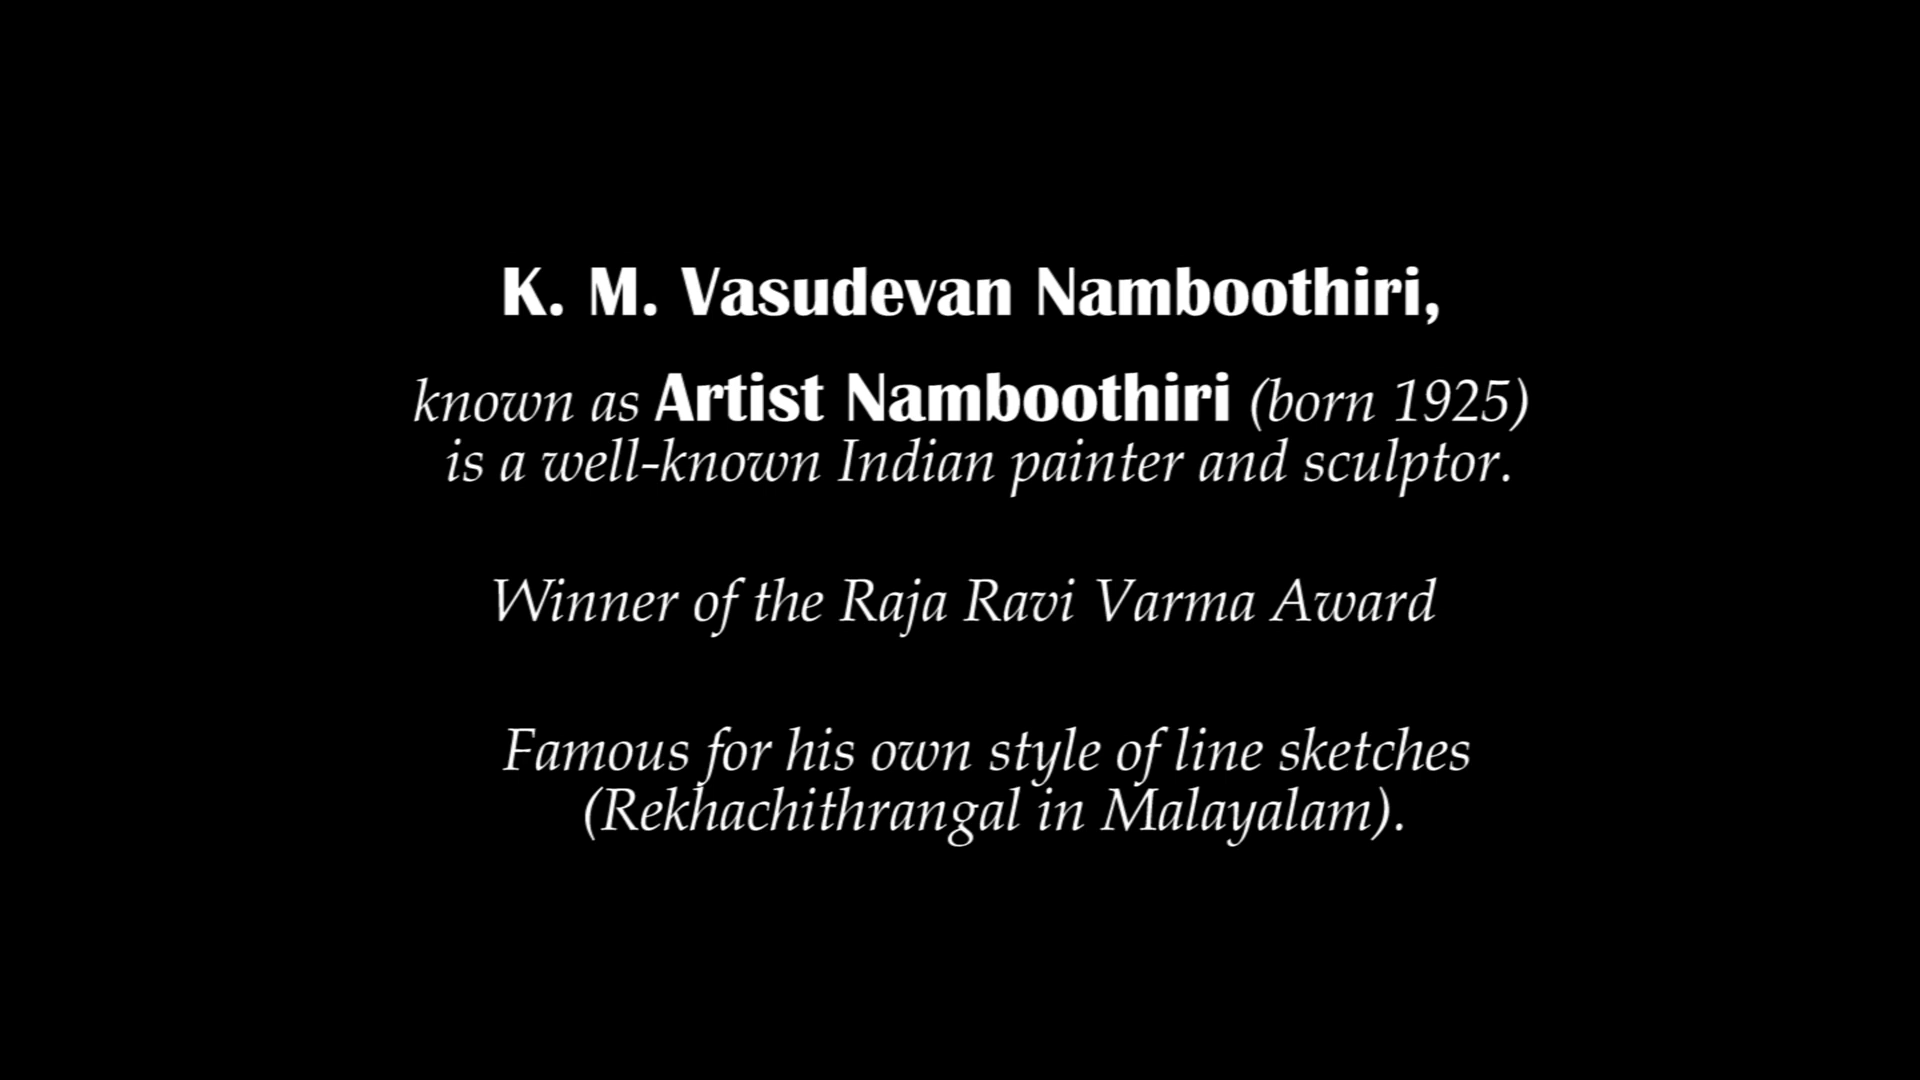 K. M. Vasudevan Namboothiri,
known as Artist Namboothiri (born 1925)
is a well-known Indian painter and sculptor.
Winner of the Raja Ravi Varma Award
Famous for his own style of line sketches
(Rekhachithrangal in Malayalam).